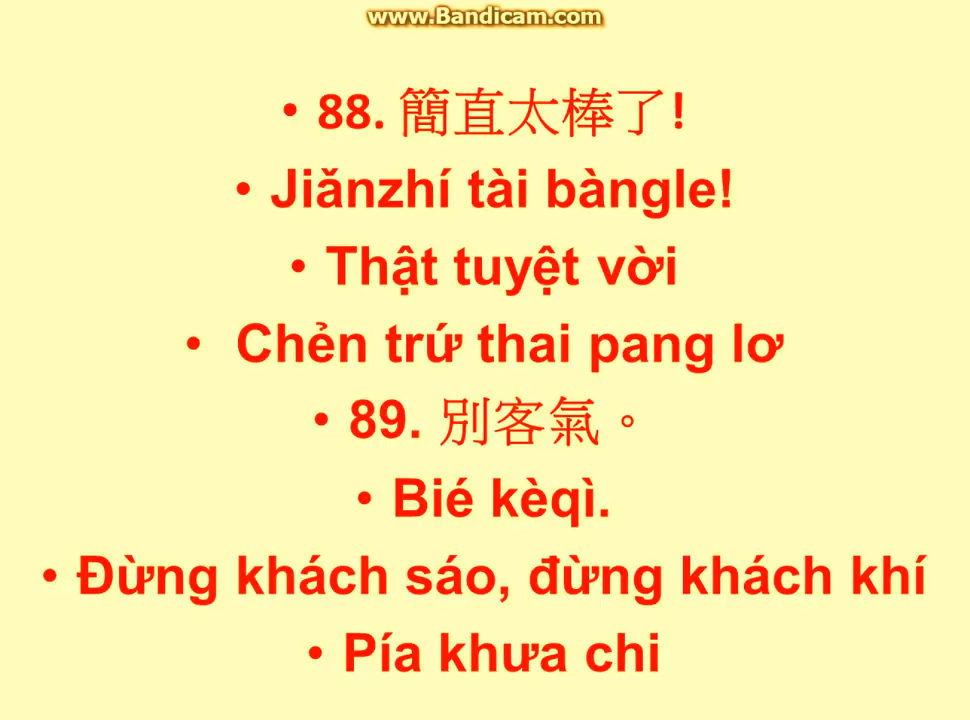 www.Bandicam.com
• 88. 簡直太棒了!
• Jiǎnzhí tài bàngle!
• Thật tuyệt vời
• Chẻn trứ thai pang lơ
• 89. 別客氣。
• Bié kèqì.
• Đừng khách sáo, đừng khách khí
• Pía khưa chi